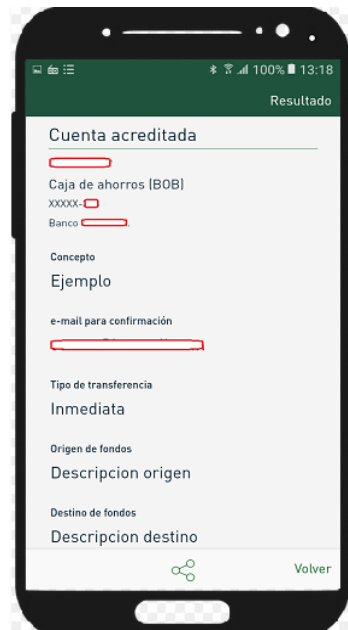 100% 13:18
Resultado
Cuenta acreditada
Caja de ahorros (BOB)
XXXXX-
Banco .
Concepto
Ejemplo
e-mail para confirmación
Tipo de transferencia
Inmediata
Origen de fondos
Descripcion origen
Destino de fondos
Descripcion destino
Volver